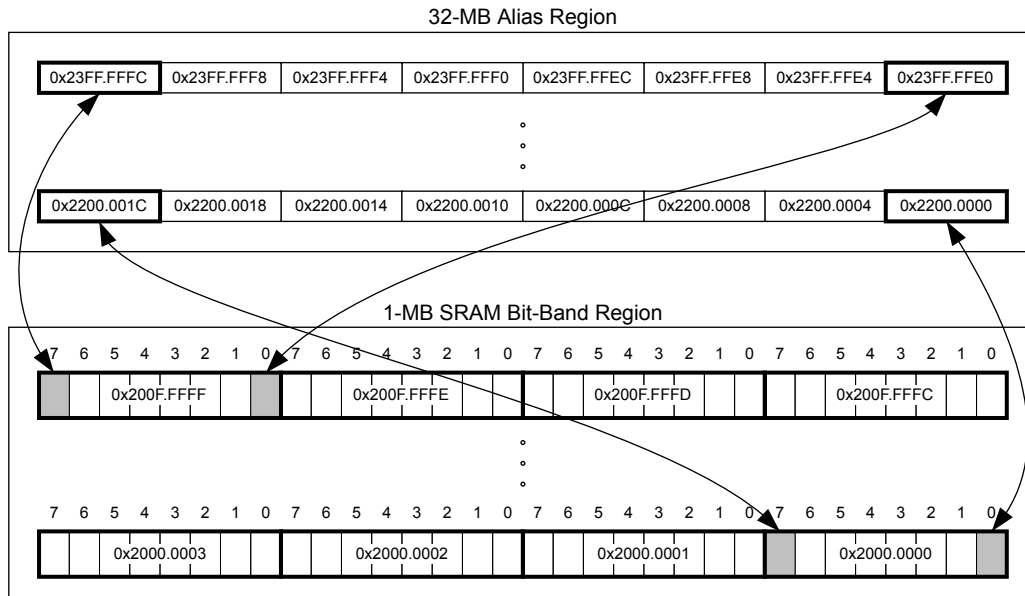 32-MB Alias Region
0x23FF.FFFC 0x23FF.FFF8 0x23FF.FFF4 0x23FF.FFF0 0x23FF.FFEC 0x23FF.FFE8 0x23FF.FFE4 0x23FF.FFE0
0x2200.001C 0x2200.0018 0x2200.0014 0x2200.0010 0x2200.000C 0x2200.0008 0x2200.0004 0x2200.0000
1-MB SRAM Bit-Band Region
7 6 5 4 3 2 1 0 7 6 5 4 3 2 1 0 7 6 5 4 3 2 1 0 7 6 5 4 3 2 1 0
0x200F.FFFF 0x200F.FFFE 0x200F.FFFD 0x200F.FFFC
7 6 5 4 3 2 1 0 7 6 5 4 3 2 1 0 7 6 5 4 3 2 1 0 7 6 5 4 3 2 1 0
0x2000.0003 0x2000.0002 0x2000.0001 0x2000.0000